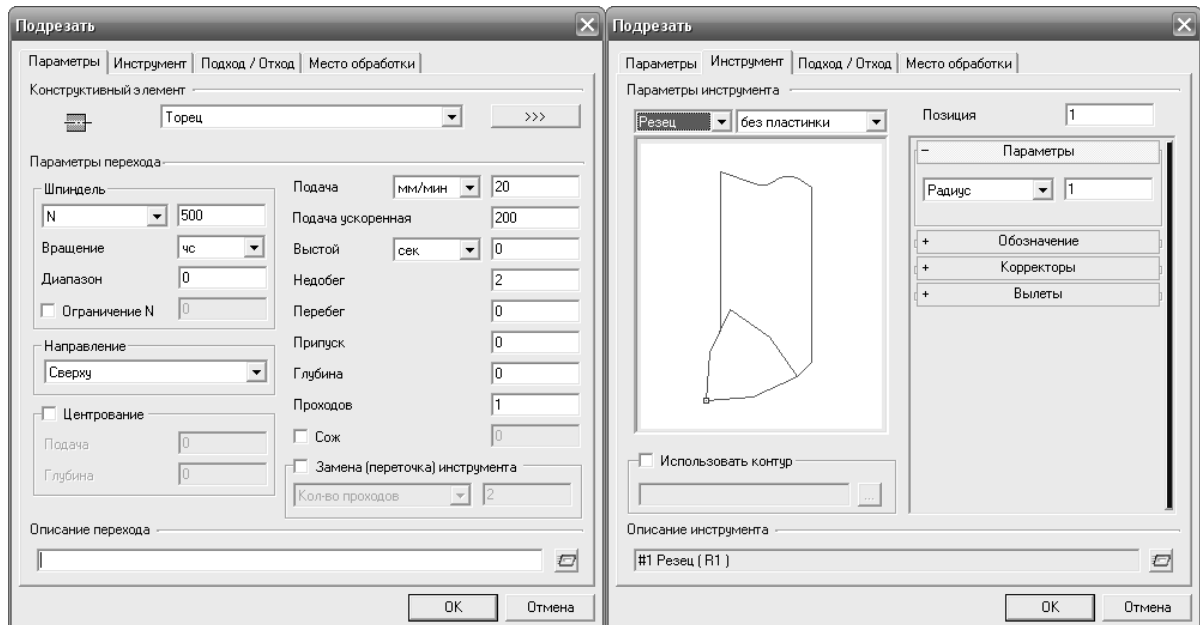 Подрезать
Параметры Инструмент Подход / Отход Место обработки
Конструктивный элемент
Торец >>>
Параметры перехода
Шпиндель
N 500
Вращение чс
Диапазон 0
Ограничение N 0
Направление
Сверху
Центрование
Подача 0
Глубина 0
Подача мм/мин 20
Подача ускоренная 200
Выстой сек 0
Недобег 2
Перебег 0
Припуск 0
Глубина 0
Проходов 1
Сож 0
Замена (переточка) инструмента
Кол-во проходов 2
Описание перехода
OK Отмена
Подрезать
Параметры Инструмент Подход / Отход Место обработки
Параметры инструмента
Резец без пластинки
Позиция 1
− Параметры
Радиус 1
+ Обозначение
+ Корректоры
+ Вылеты
Использовать контур
...
Описание инструмента
#1 Резец ( R1 )
OK Отмена